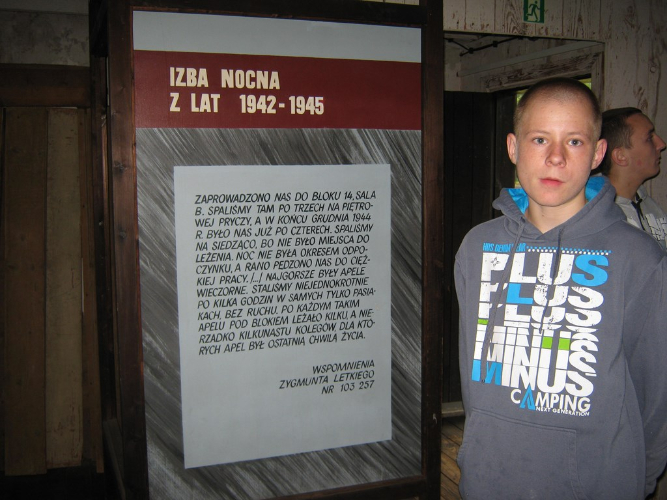 IZBA NOCNA
Z LAT 1942-1945
ZAPROWADZONO NAS DO BLOKU 14, SALA
B. SPALIŚMY TAM PO TRZECH NA PIĘTRO-
WEJ PRYCZY, A W KOŃCU GRUDNIA 1944
R. BYŁO NAS JUŻ PO CZTERECH. SPALIŚMY
NA SIEDZĄCO, BO NIE BYŁO MIEJSCA DO
LEŻENIA. NOC NIE BYŁA OKRESEM ODPO-
CZYNKU, A RANO PĘDZONO NAS DO CIĘŻ-
KIEJ PRACY. [...] NAJGORSZE BYŁY APELE
WIECZORNE. STALIŚMY NIEJEDNOKROTNIE
PO KILKA GODZIN W SAMYCH TYLKO PASIA-
KACH, BEZ RUCHU. PO KAŻDYM TAKIM
APELU POD BLOKIEM LEŻAŁO KILKU, A NIE-
RZADKO KILKUNASTU KOLEGÓW DLA KTÓ-
RYCH APEL BYŁ OSTATNIĄ CHWILĄ ŻYCIA.
WSPOMNIENIA
ZYGMUNTA LETKIEGO
NR 103 257
PLUS
PLUS
PLUS
MINUS
MINUS
MINUS
CAMPING
NEXT GENERATION